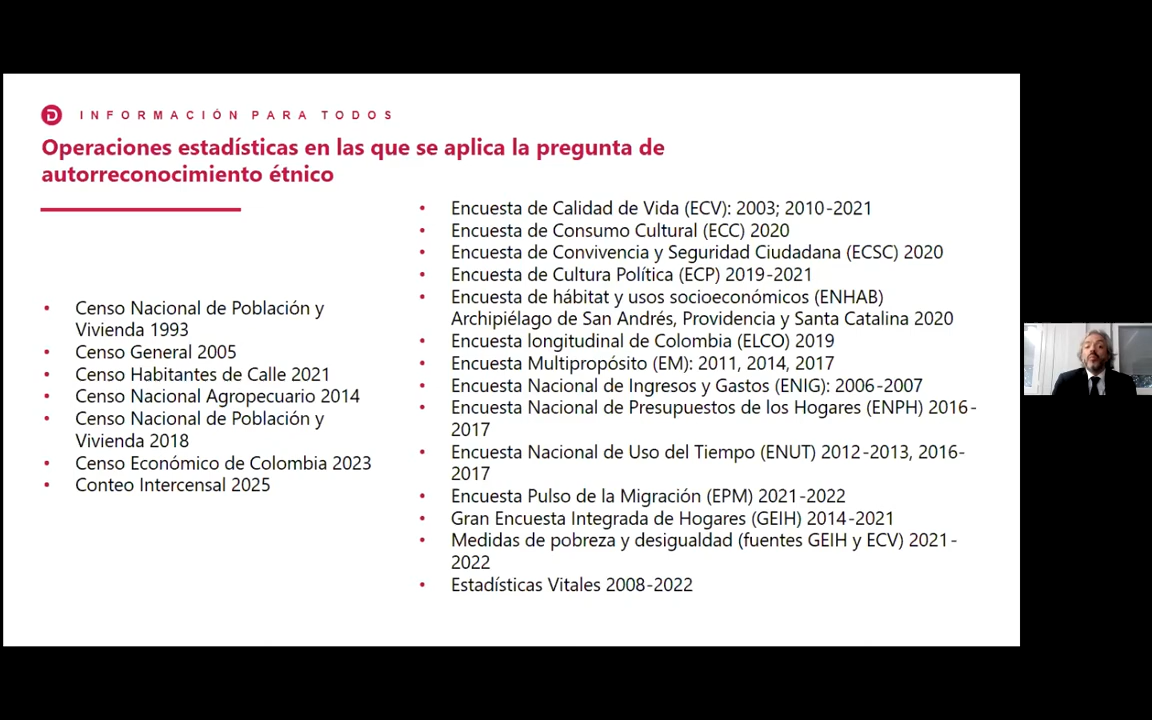 INFORMACIÓN PARA TODOS
Operaciones estadísticas en las que se aplica la pregunta de
autorreconocimiento étnico
• Censo Nacional de Población y
Vivienda 1993
• Censo General 2005
• Censo Habitantes de Calle 2021
• Censo Nacional Agropecuario 2014
• Censo Nacional de Población y
Vivienda 2018
• Censo Económico de Colombia 2023
• Conteo Intercensal 2025
• Encuesta de Calidad de Vida (ECV): 2003; 2010-2021
• Encuesta de Consumo Cultural (ECC) 2020
• Encuesta de Convivencia y Seguridad Ciudadana (ECSC) 2020
• Encuesta de Cultura Política (ECP) 2019-2021
• Encuesta de hábitat y usos socioeconómicos (ENHAB)
Archipiélago de San Andrés, Providencia y Santa Catalina 2020
• Encuesta longitudinal de Colombia (ELCO) 2019
• Encuesta Multipropósito (EM): 2011, 2014, 2017
• Encuesta Nacional de Ingresos y Gastos (ENIG): 2006-2007
• Encuesta Nacional de Presupuestos de los Hogares (ENPH) 2016-
2017
• Encuesta Nacional de Uso del Tiempo (ENUT) 2012-2013, 2016-
2017
• Encuesta Pulso de la Migración (EPM) 2021-2022
• Gran Encuesta Integrada de Hogares (GEIH) 2014-2021
• Medidas de pobreza y desigualdad (fuentes GEIH y ECV) 2021-
2022
• Estadísticas Vitales 2008-2022